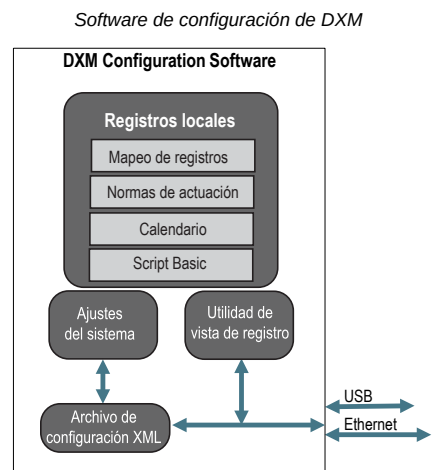 Software de configuración de DXM
DXM Configuration Software
Registros locales
Mapeo de registros
Normas de actuación
Calendario
Script Basic
Ajustes
del sistema
Utilidad de
vista de registro
Archivo de
configuración XML
USB
Ethernet